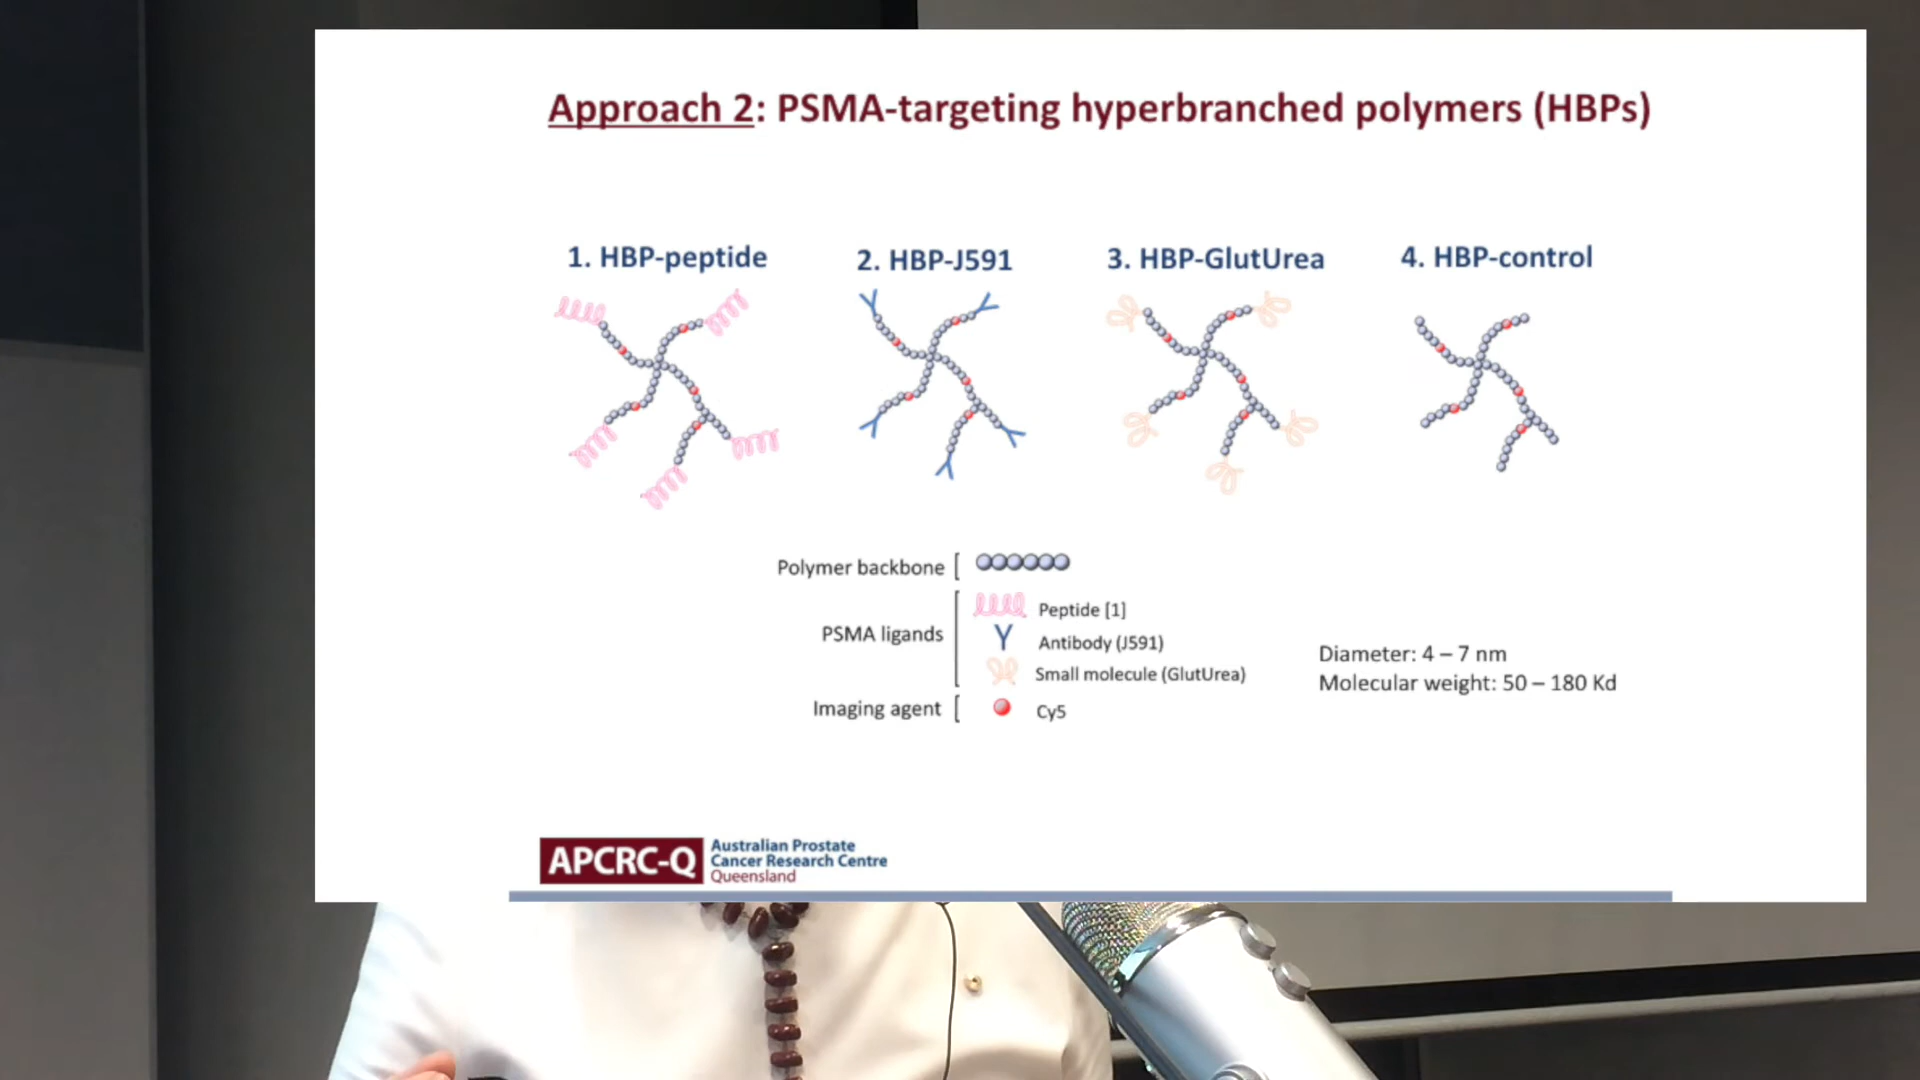 Approach 2: PSMA-targeting hyperbranched polymers (HBPs)
1. HBP-peptide
2. HBP-J591
3. HBP-GlutUrea
4. HBP-control
Polymer backbone
PSMA ligands
Peptide [1]
Antibody (J591)
Small molecule (GlutUrea)
Imaging agent
Cy5
Diameter: 4 – 7 nm
Molecular weight: 50 – 180 Kd
APCRC-Q
Australian Prostate
Cancer Research Centre
Queensland